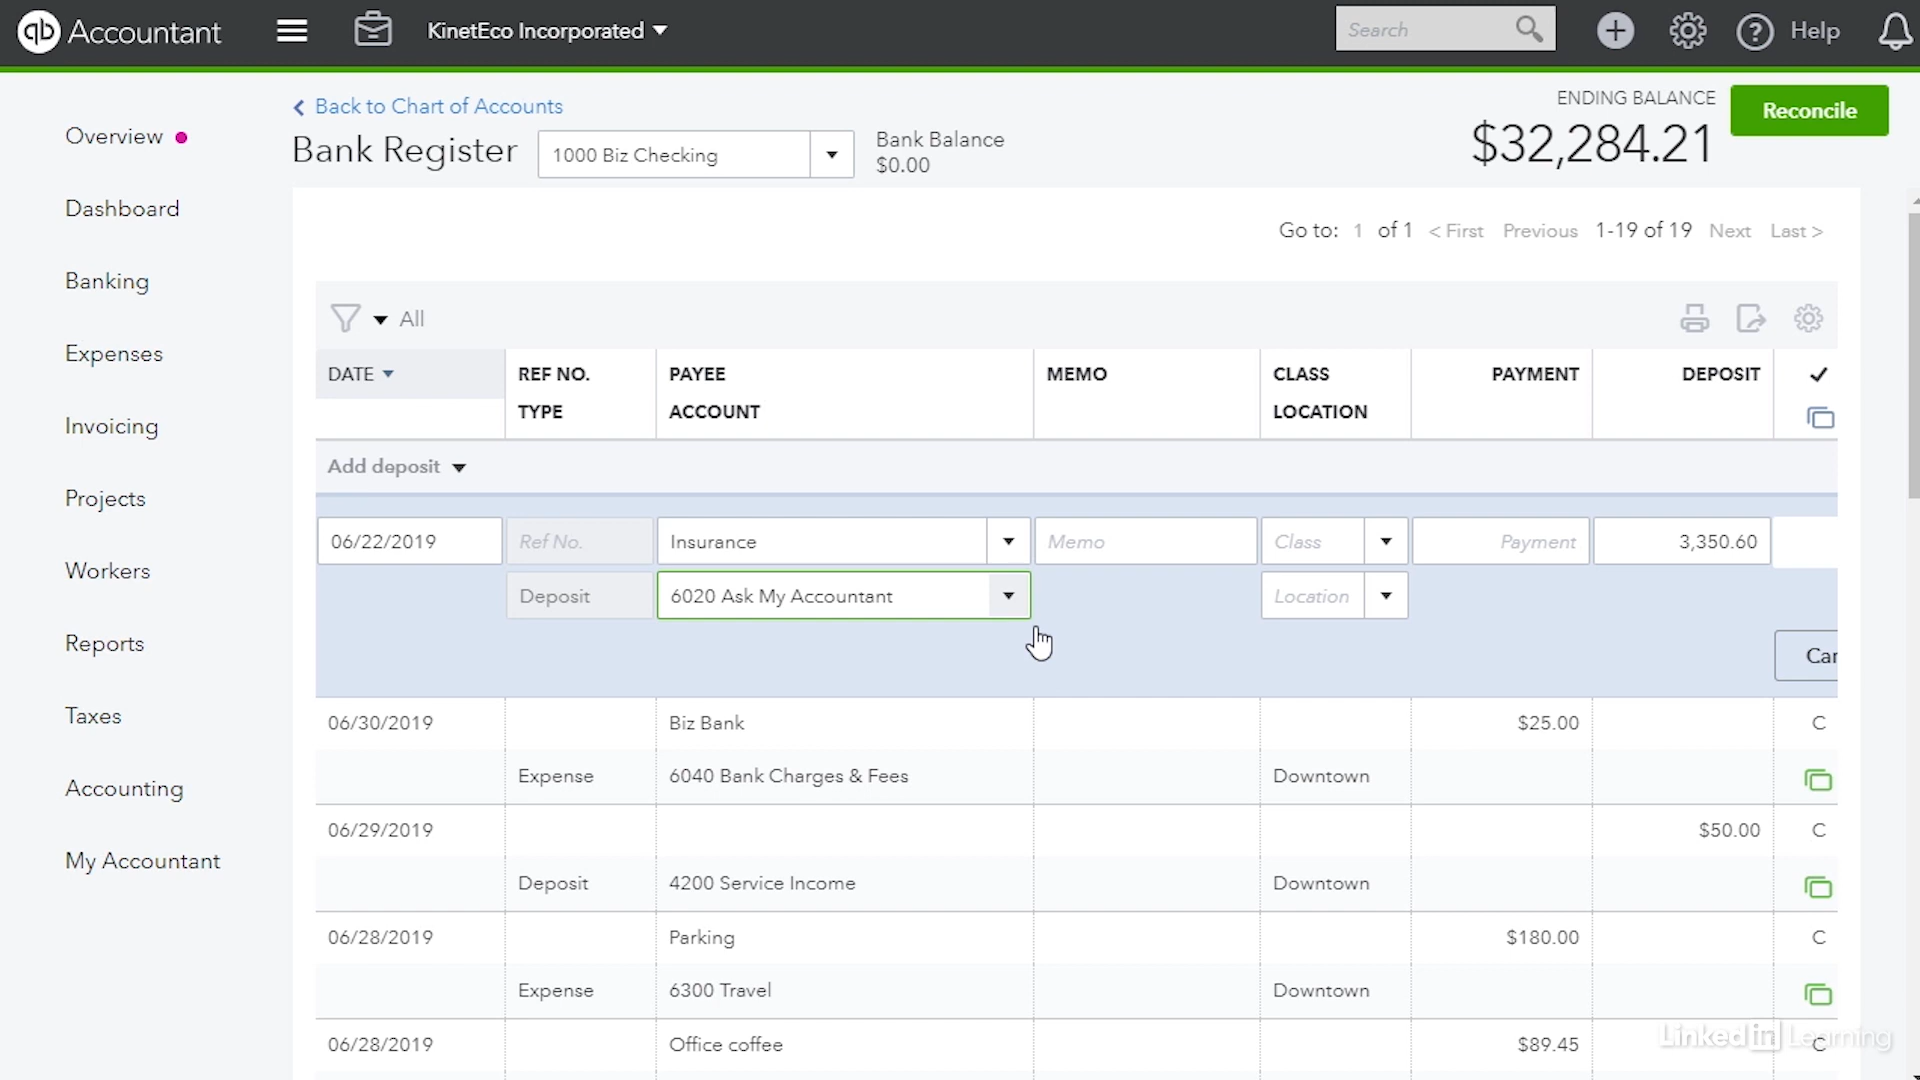 qb Accountant
KinetEco Incorporated
Search
Help
Back to Chart of Accounts
Bank Register
1000 Biz Checking
Bank Balance
$0.00
ENDING BALANCE
$32,284.21
Reconcile
Overview
Dashboard
Banking
Expenses
Invoicing
Projects
Workers
Reports
Taxes
Accounting
My Accountant
Go to: 1 of 1 < First Previous 1-19 of 19 Next Last >
All
DATE REF NO. PAYEE MEMO CLASS PAYMENT DEPOSIT ✓
TYPE ACCOUNT LOCATION
Add deposit
06/22/2019 Ref No. Insurance Memo Class Payment 3,350.60
Deposit 6020 Ask My Accountant Location
Can
06/30/2019 Biz Bank $25.00 C
Expense 6040 Bank Charges & Fees Downtown
06/29/2019 $50.00 C
Deposit 4200 Service Income Downtown
06/28/2019 Parking $180.00 C
Expense 6300 Travel Downtown
06/28/2019 Office coffee $89.45 C
LinkedIn Learning